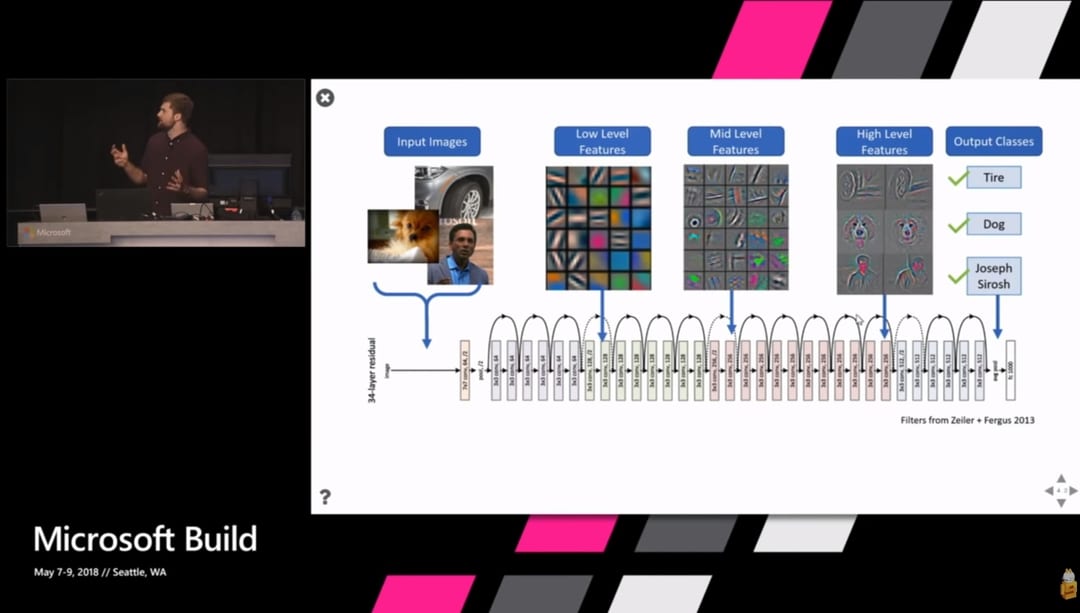 Microsoft
Input Images
Low Level
Features
Mid Level
Features
High Level
Features
Output Classes
Tire
Dog
Joseph
Sirosh
34-layer residual
image
7x7 conv, 64, /2
pool, /2
3x3 conv, 64
3x3 conv, 64
3x3 conv, 64
3x3 conv, 64
3x3 conv, 64
3x3 conv, 64
3x3 conv, 128, /2
3x3 conv, 128
3x3 conv, 128
3x3 conv, 128
3x3 conv, 128
3x3 conv, 128
3x3 conv, 128
3x3 conv, 128
3x3 conv, 256, /2
3x3 conv, 256
3x3 conv, 256
3x3 conv, 256
3x3 conv, 256
3x3 conv, 256
3x3 conv, 256
3x3 conv, 256
3x3 conv, 256
3x3 conv, 256
3x3 conv, 256
3x3 conv, 256
3x3 conv, 512, /2
3x3 conv, 512
3x3 conv, 512
3x3 conv, 512
3x3 conv, 512
3x3 conv, 512
avg pool
fc 1000
Filters from Zeiler + Fergus 2013
?
Microsoft Build
May 7-9, 2018 // Seattle, WA